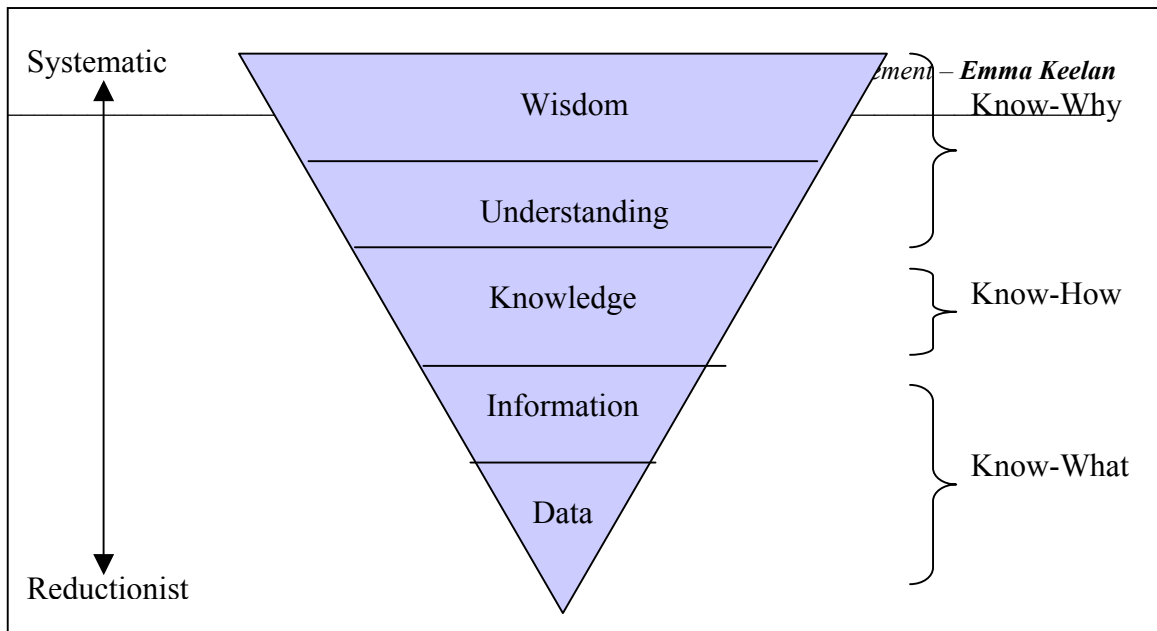 Systematic
ement – Emma Keelan
Wisdom
Know-Why
Understanding
Knowledge
Know-How
Information
Know-What
Data
Reductionist